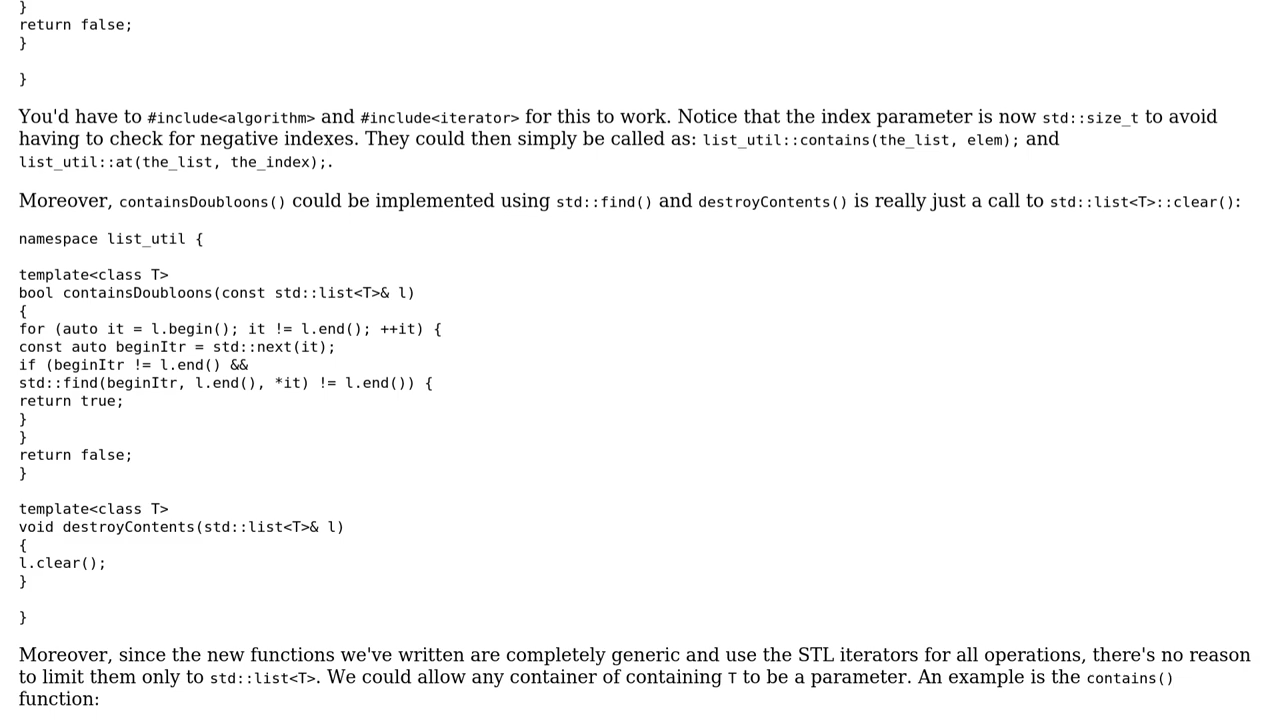 }
return false;
}
}
You'd have to #include<algorithm> and #include<iterator> for this to work. Notice that the index parameter is now std::size_t to avoid
having to check for negative indexes. They could then simply be called as: list_util::contains(the_list, elem); and
list_util::at(the_list, the_index);.
Moreover, containsDoubloons() could be implemented using std::find() and destroyContents() is really just a call to std::list<T>::clear():
namespace list_util {
template<class T>
bool containsDoubloons(const std::list<T>& l)
{
for (auto it = l.begin(); it != l.end(); ++it) {
const auto beginItr = std::next(it);
if (beginItr != l.end() &&
std::find(beginItr, l.end(), *it) != l.end()) {
return true;
}
}
return false;
}
template<class T>
void destroyContents(std::list<T>& l)
{
l.clear();
}
}
Moreover, since the new functions we've written are completely generic and use the STL iterators for all operations, there's no reason
to limit them only to std::list<T>. We could allow any container of containing T to be a parameter. An example is the contains()
function: